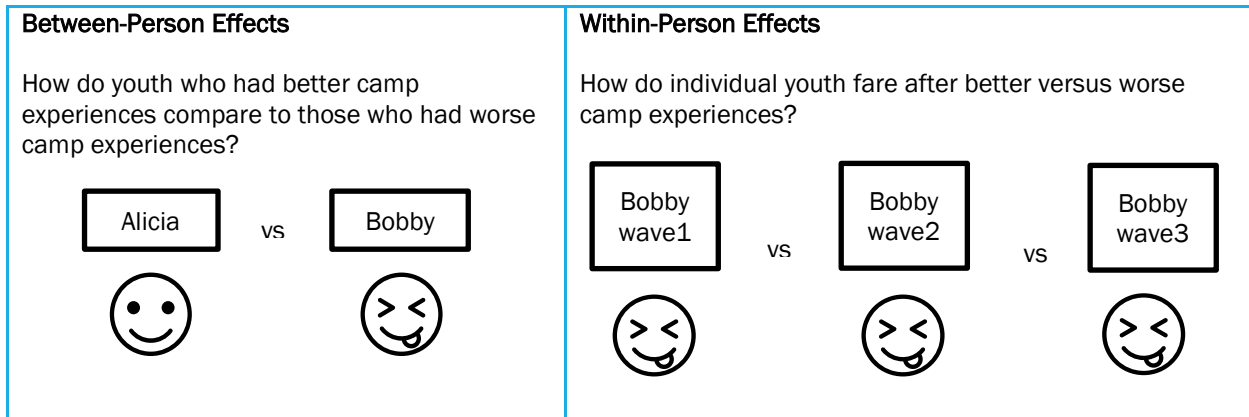 Between-Person Effects
How do youth who had better camp
experiences compare to those who had worse
camp experiences?
Alicia
vs
Bobby
Within-Person Effects
How do individual youth fare after better versus worse
camp experiences?
Bobby
wave1
vs
Bobby
wave2
vs
Bobby
wave3